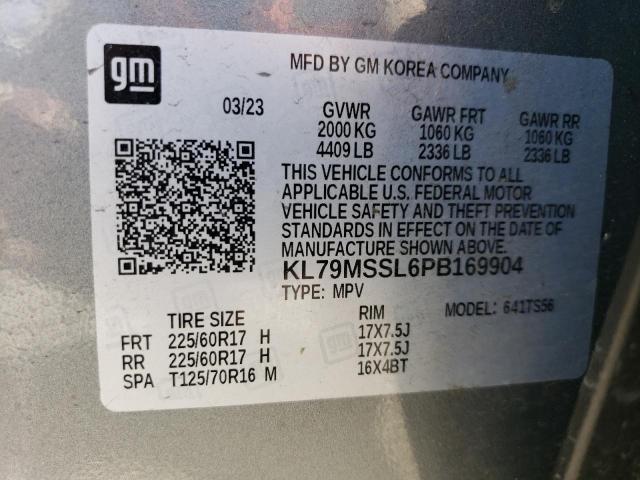 gm
MFD BY GM KOREA COMPANY
03/23 GVWR GAWR FRT GAWR RR
2000 KG 1060 KG 1060 KG
4409 LB 2336 LB 2336 LB
THIS VEHICLE CONFORMS TO ALL
APPLICABLE U.S. FEDERAL MOTOR
VEHICLE SAFETY AND THEFT PREVENTION
STANDARDS IN EFFECT ON THE DATE OF
MANUFACTURE SHOWN ABOVE.
KL79MSSL6PB169904
TYPE: MPV MODEL: 641TS56
TIRE SIZE RIM
FRT 225/60R17 H 17X7.5J
RR 225/60R17 H 17X7.5J
SPA T125/70R16 M 16X4BT